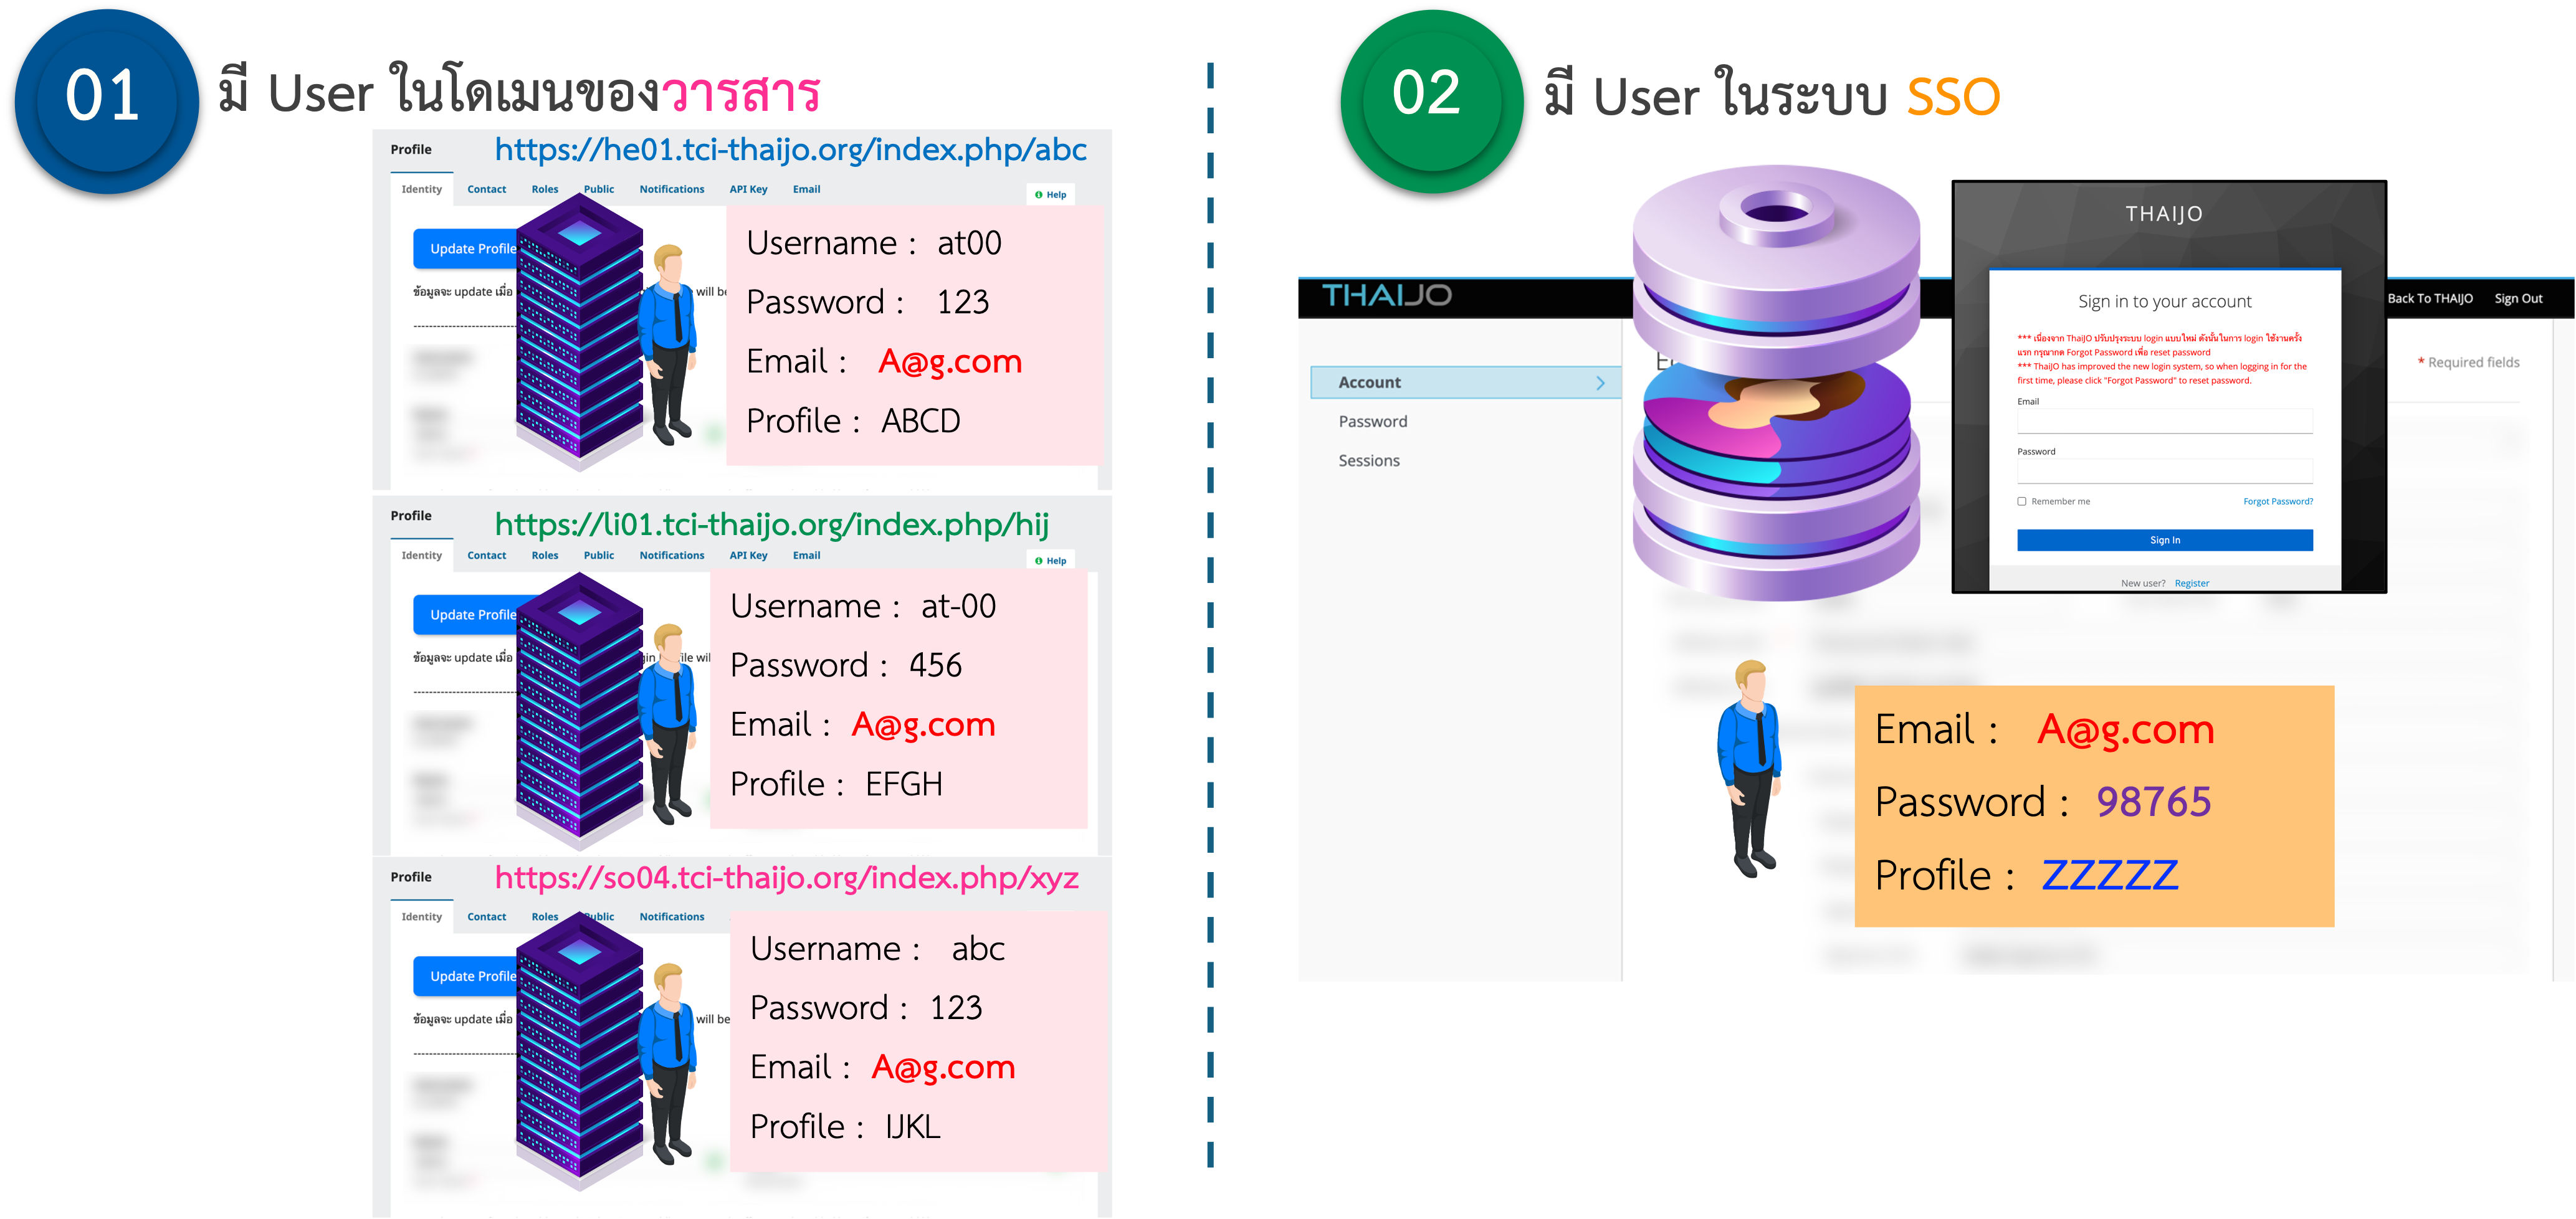 01
มี User ในโดเมนของวารสาร
Profile
https://he01.tci-thaijo.org/index.php/abc
Identity Contact Roles Public Notifications API Key Email
Help
Update Profile
ข้อมูลจะ update เมื่อ
will be
Username : at00
Password : 123
Email : A@g.com
Profile : ABCD
Profile
https://li01.tci-thaijo.org/index.php/hij
Identity Contact Roles Public Notifications API Key Email
Help
Update Profile
ข้อมูลจะ update เมื่อ
Username : at-00
Password : 456
Email : A@g.com
Profile : EFGH
Profile
https://so04.tci-thaijo.org/index.php/xyz
Identity Contact Roles Public Notifications
Update Profile
ข้อมูลจะ update เมื่อ
will be
Username : abc
Password : 123
Email : A@g.com
Profile : IJKL
02
มี User ในระบบ SSO
THAIJO
Back To THAIJO Sign Out
Account
Password
Sessions
* Required fields
THAIJO
Sign in to your account
*** เนื่องจาก ThaiJO ปรับปรุงระบบ login แบบใหม่ ดังนั้นในการ login ใช้งานครั้ง
แรก กรุณากด Forgot Password เพื่อ reset password
*** ThaiJO has improved the new login system, so when logging in for the
first time, please click "Forgot Password" to reset password.
Email
Password
Remember me
Forgot Password?
Sign In
New user? Register
Email : A@g.com
Password : 98765
Profile : ZZZZZ